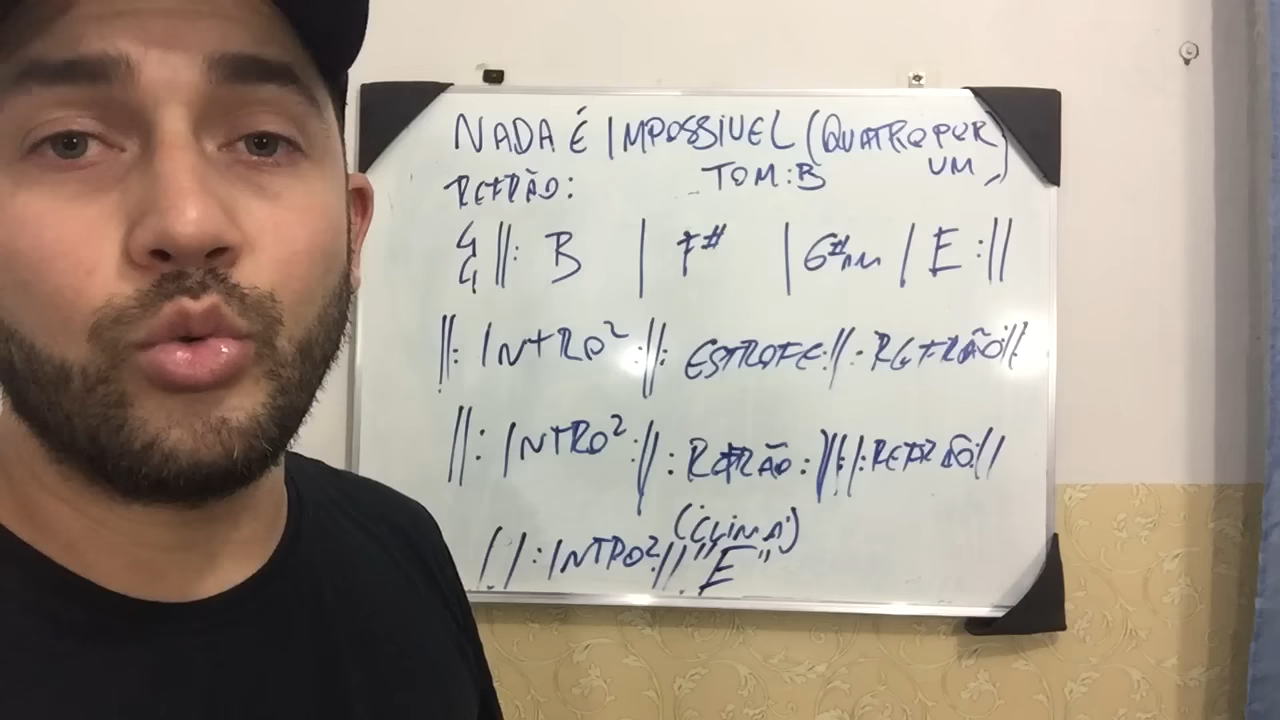 NADA É IMPOSSIVEL (QUATRO POR UM)
REFRÃO: TOM: B
4/4 ||: B | F# | G#m | E :||
||: INTRO² :||: ESTROFE :||: REFRÃO :||
||: INTRO² :||: REFRÃO :||: REFRÃO :||
(CLIMA)
||: INTRO² :|| "E"